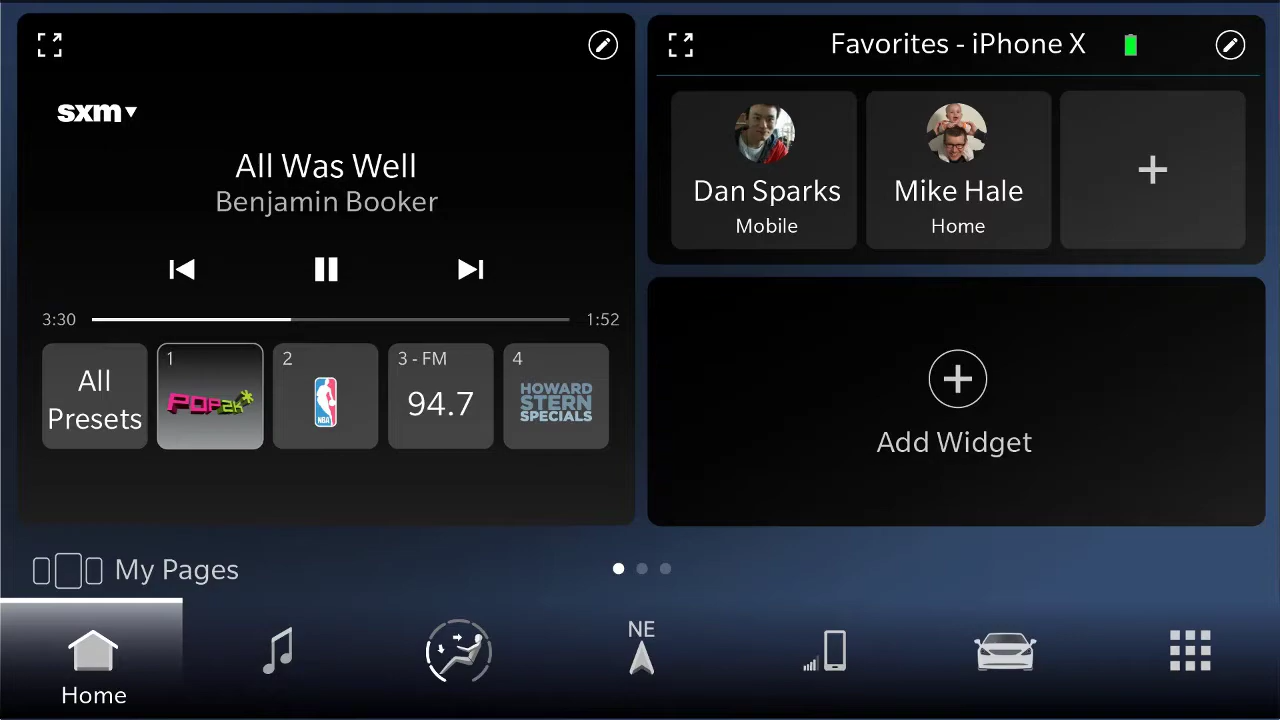 Favorites - iPhone X
sxm
All Was Well
Benjamin Booker
3:30
1:52
All
Presets
1
POP2K*
2
NBA
3 - FM
94.7
4
HOWARD
STERN
SPECIALS
Dan Sparks
Mobile
Mike Hale
Home
Add Widget
My Pages
Home
NE